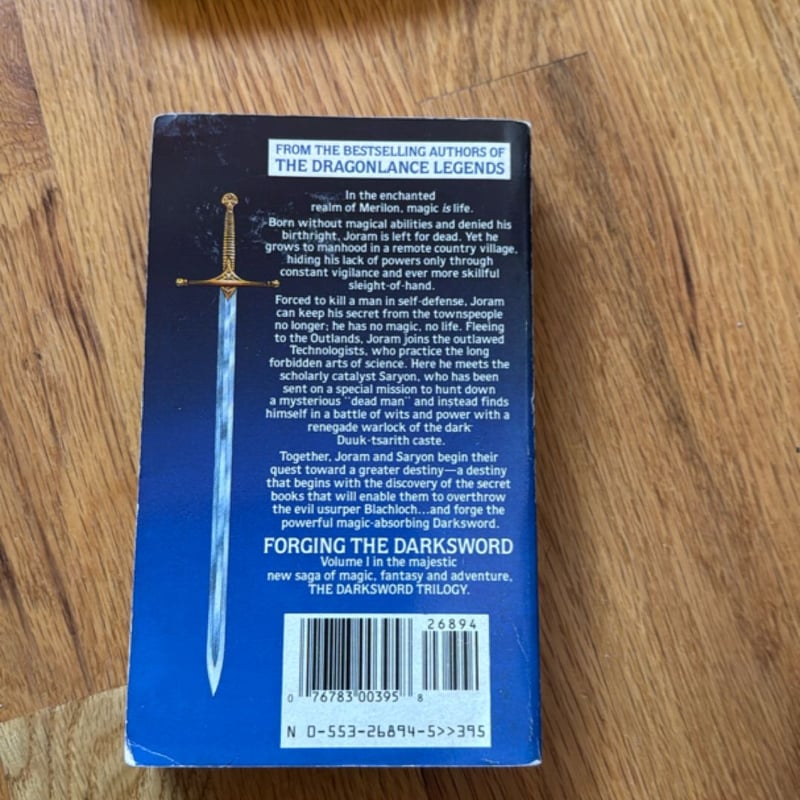 FROM THE BESTSELLING AUTHORS OF
THE DRAGONLANCE LEGENDS
In the enchanted
realm of Merilon, magic is life.
Born without magical abilities and denied his
birthright, Joram is left for dead. Yet he
grows to manhood in a remote country village,
hiding his lack of powers only through
constant vigilance and ever more skillful
sleight-of-hand.
Forced to kill a man in self-defense, Joram
can keep his secret from the townspeople
no longer; he has no magic, no life. Fleeing
to the Outlands, Joram joins the outlawed
Technologists, who practice the long
forbidden arts of science. Here he meets the
scholarly catalyst Saryon, who has been
sent on a special mission to hunt down
a mysterious "dead man" and instead finds
himself in a battle of wits and power with a
renegade warlock of the dark
Duuk-tsarith caste.
Together, Joram and Saryon begin their
quest toward a greater destiny—a destiny
that begins with the discovery of the secret
books that will enable them to overthrow
the evil usurper Blachloch...and forge the
powerful magic-absorbing Darksword.
FORGING THE DARKSWORD
Volume I in the majestic
new saga of magic, fantasy and adventure,
THE DARKSWORD TRILOGY.
26894
0 76783 00395 8
N 0-553-26894-5>>395